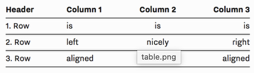 Header Column 1 Column 2 Column 3
1. Row is is is
2. Row left nicely right
3. Row aligned table.png aligned